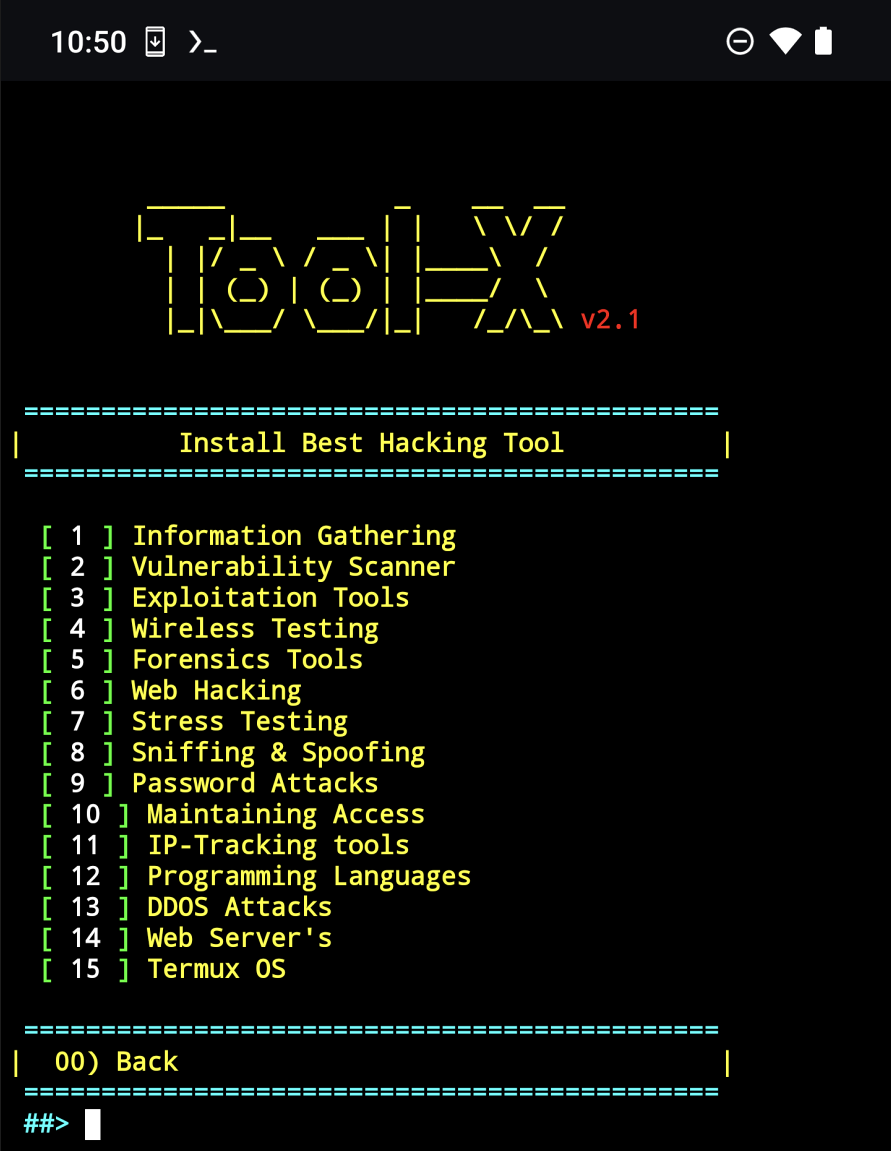 10:50
Tool-X v2.1
==============================================
| Install Best Hacking Tool |
==============================================
[ 1 ] Information Gathering
[ 2 ] Vulnerability Scanner
[ 3 ] Exploitation Tools
[ 4 ] Wireless Testing
[ 5 ] Forensics Tools
[ 6 ] Web Hacking
[ 7 ] Stress Testing
[ 8 ] Sniffing & Spoofing
[ 9 ] Password Attacks
[ 10 ] Maintaining Access
[ 11 ] IP-Tracking tools
[ 12 ] Programming Languages
[ 13 ] DDOS Attacks
[ 14 ] Web Server's
[ 15 ] Termux OS
==============================================
| 00) Back |
==============================================
##>